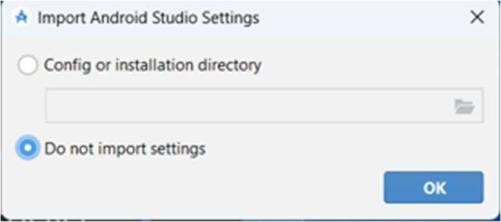 Import Android Studio Settings
Config or installation directory
Do not import settings
OK